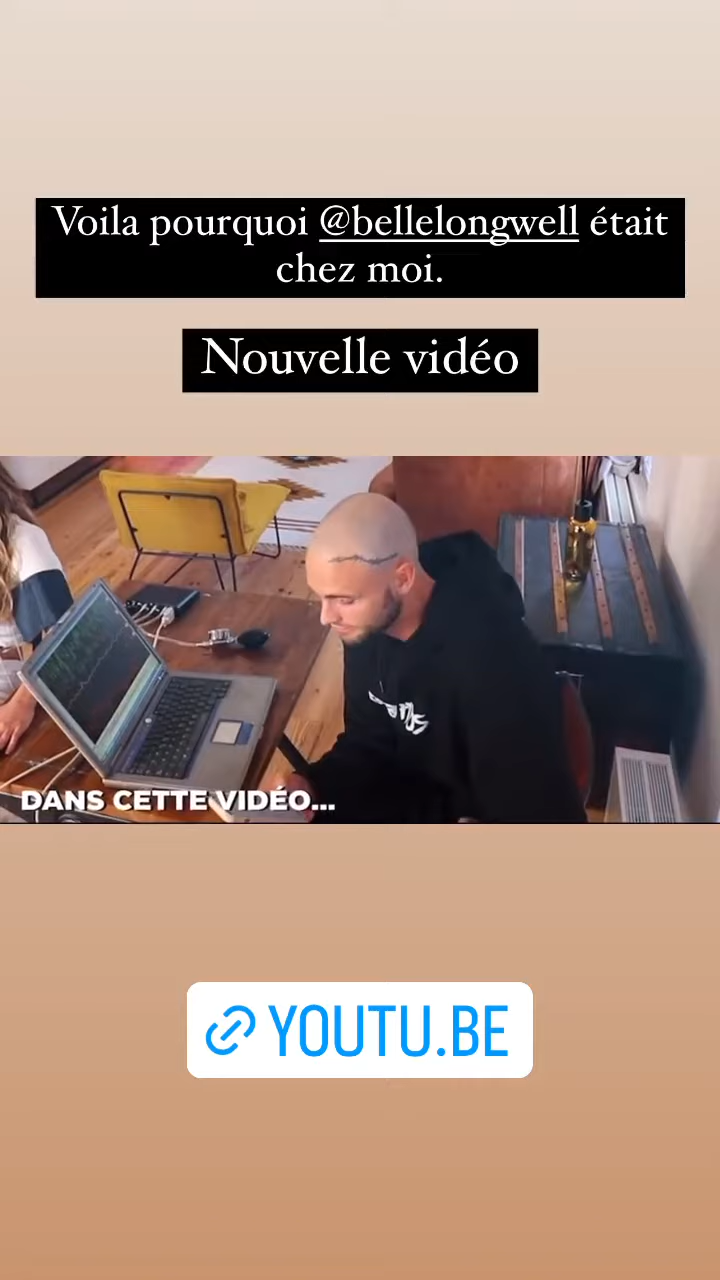 Voila pourquoi @bellelongwell était
chez moi.
Nouvelle vidéo
DANS CETTE VIDÉO...
YOUTU.BE